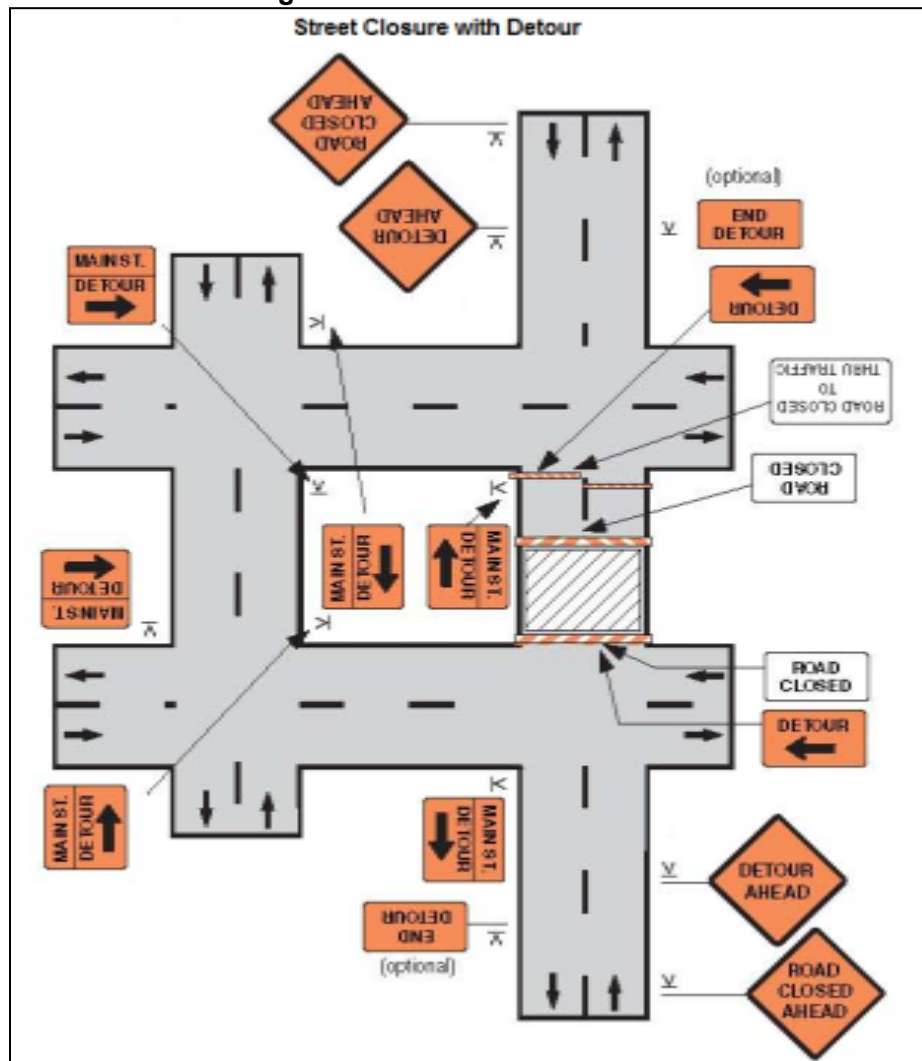 Street Closure with Detour
ROAD
CLOSED
AHEAD
DETOUR
AHEAD
(optional)
END
DETOUR
MAIN ST.
DETOUR
DETOUR
ROAD CLOSED
TO
THRU TRAFFIC
ROAD
CLOSED
MAIN ST.
DETOUR
MAIN ST.
DETOUR
MAIN ST.
DETOUR
ROAD
CLOSED
DETOUR
MAIN ST.
DETOUR
MAIN ST.
DETOUR
END
DETOUR
(optional)
DETOUR
AHEAD
ROAD
CLOSED
AHEAD